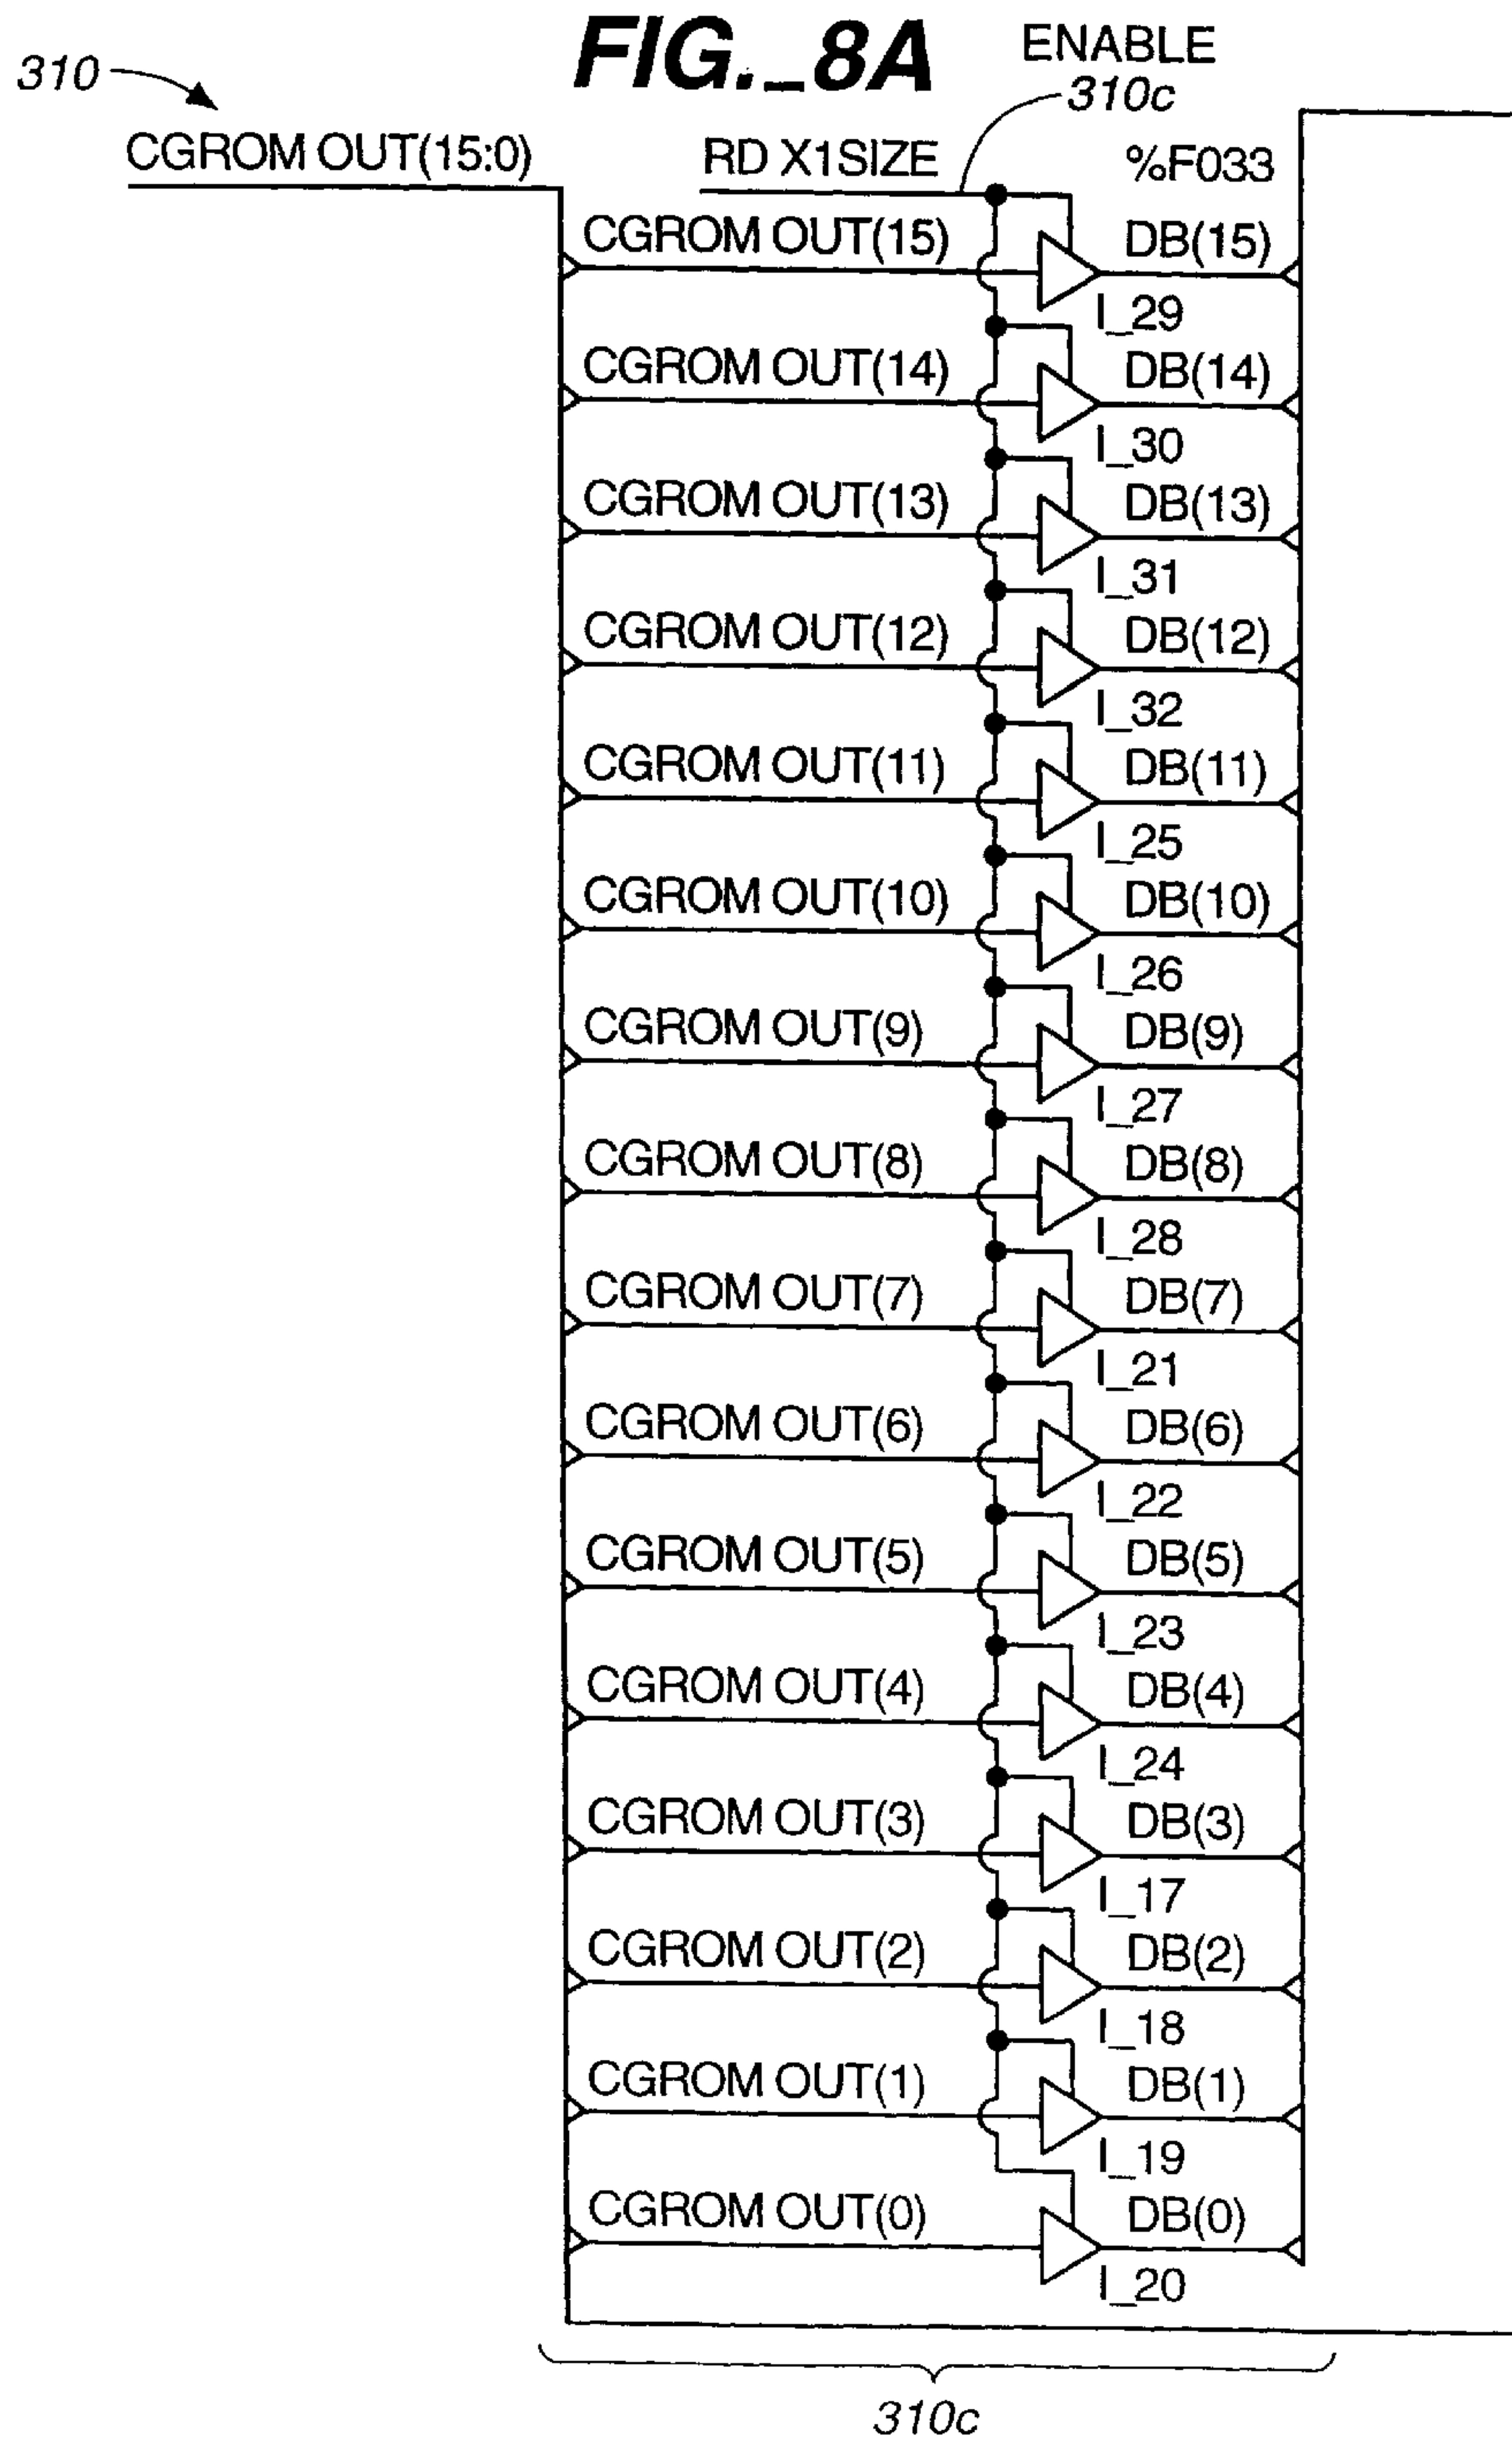 FIG._8A
ENABLE
310
310c
CGROM OUT(15:0)
RD X1SIZE
%F033
CGROM OUT(15)
DB(15)
I_29
CGROM OUT(14)
DB(14)
I_30
CGROM OUT(13)
DB(13)
I_31
CGROM OUT(12)
DB(12)
I_32
CGROM OUT(11)
DB(11)
I_25
CGROM OUT(10)
DB(10)
I_26
CGROM OUT(9)
DB(9)
I_27
CGROM OUT(8)
DB(8)
I_28
CGROM OUT(7)
DB(7)
I_21
CGROM OUT(6)
DB(6)
I_22
CGROM OUT(5)
DB(5)
I_23
CGROM OUT(4)
DB(4)
I_24
CGROM OUT(3)
DB(3)
I_17
CGROM OUT(2)
DB(2)
I_18
CGROM OUT(1)
DB(1)
I_19
CGROM OUT(0)
DB(0)
I_20
310c